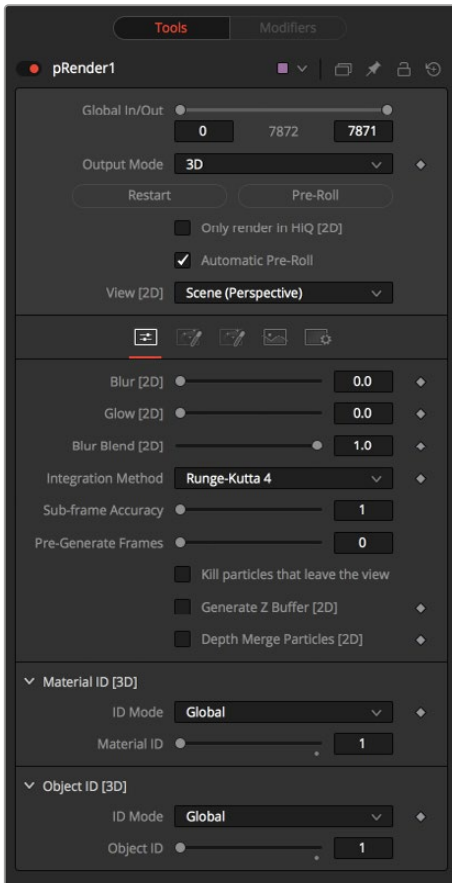 Tools Modifiers
pRender1
Global In/Out
0 7872 7871
Output Mode 3D
Restart Pre-Roll
Only render in HiQ [2D]
Automatic Pre-Roll
View [2D] Scene (Perspective)
Blur [2D] 0.0
Glow [2D] 0.0
Blur Blend [2D] 1.0
Integration Method Runge-Kutta 4
Sub-frame Accuracy 1
Pre-Generate Frames 0
Kill particles that leave the view
Generate Z Buffer [2D]
Depth Merge Particles [2D]
Material ID [3D]
ID Mode Global
Material ID 1
Object ID [3D]
ID Mode Global
Object ID 1